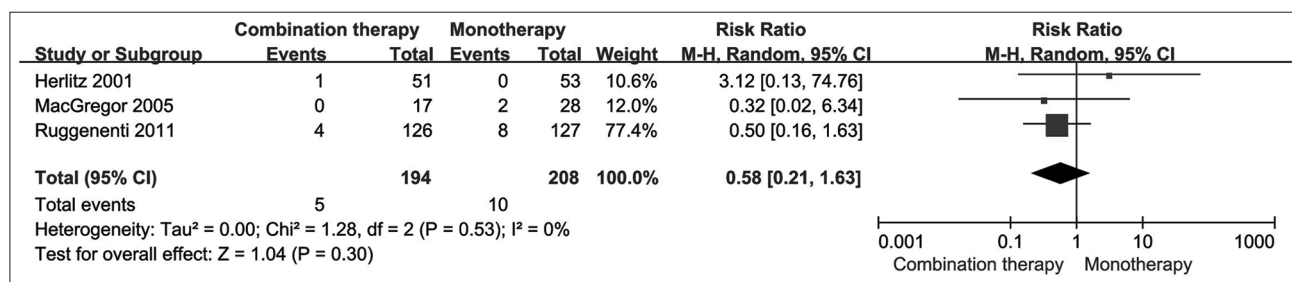 Combination therapy Monotherapy Risk Ratio Risk Ratio
Study or Subgroup Events Total Events Total Weight M-H, Random, 95% CI M-H, Random, 95% CI
Herlitz 2001 1 51 0 53 10.6% 3.12 [0.13, 74.76]
MacGregor 2005 0 17 2 28 12.0% 0.32 [0.02, 6.34]
Ruggenenti 2011 4 126 8 127 77.4% 0.50 [0.16, 1.63]
Total (95% CI) 194 208 100.0% 0.58 [0.21, 1.63]
Total events 5 10
Heterogeneity: Tau² = 0.00; Chi² = 1.28, df = 2 (P = 0.53); I² = 0%
Test for overall effect: Z = 1.04 (P = 0.30)
0.001 0.1 1 10 1000
Combination therapy Monotherapy